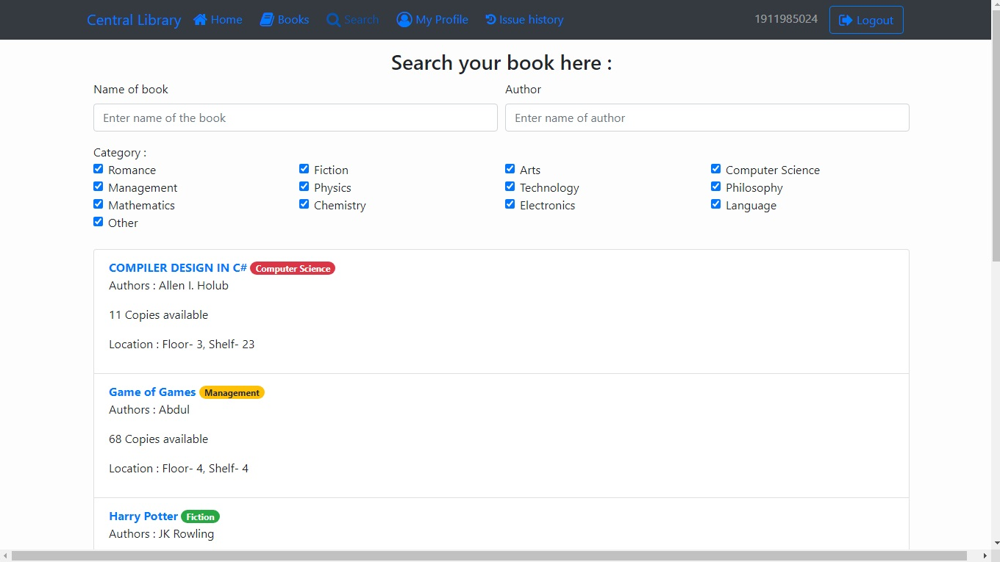 Central Library Home Books Search My Profile Issue history 1911985024 Logout
Search your book here :
Name of book Author
Enter name of the book Enter name of author
Category :
Romance Fiction Arts Computer Science
Management Physics Technology Philosophy
Mathematics Chemistry Electronics Language
Other
COMPILER DESIGN IN C# Computer Science
Authors : Allen I. Holub
11 Copies available
Location : Floor- 3, Shelf- 23
Game of Games Management
Authors : Abdul
68 Copies available
Location : Floor- 4, Shelf- 4
Harry Potter Fiction
Authors : JK Rowling